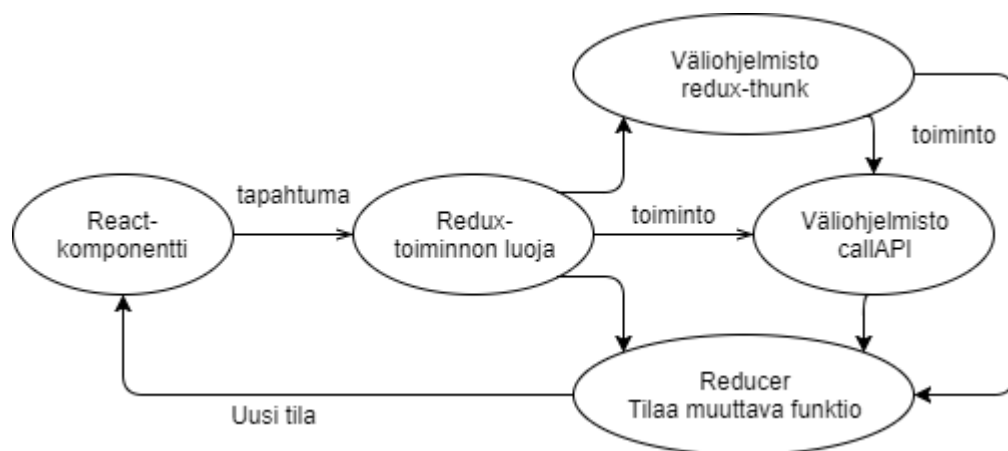 Väliohjelmisto
redux-thunk
toiminto
tapahtuma
React-
komponentti
Redux-
toiminnon luoja
toiminto
Väliohjelmisto
callAPI
Reducer
Tilaa muuttava funktio
Uusi tila